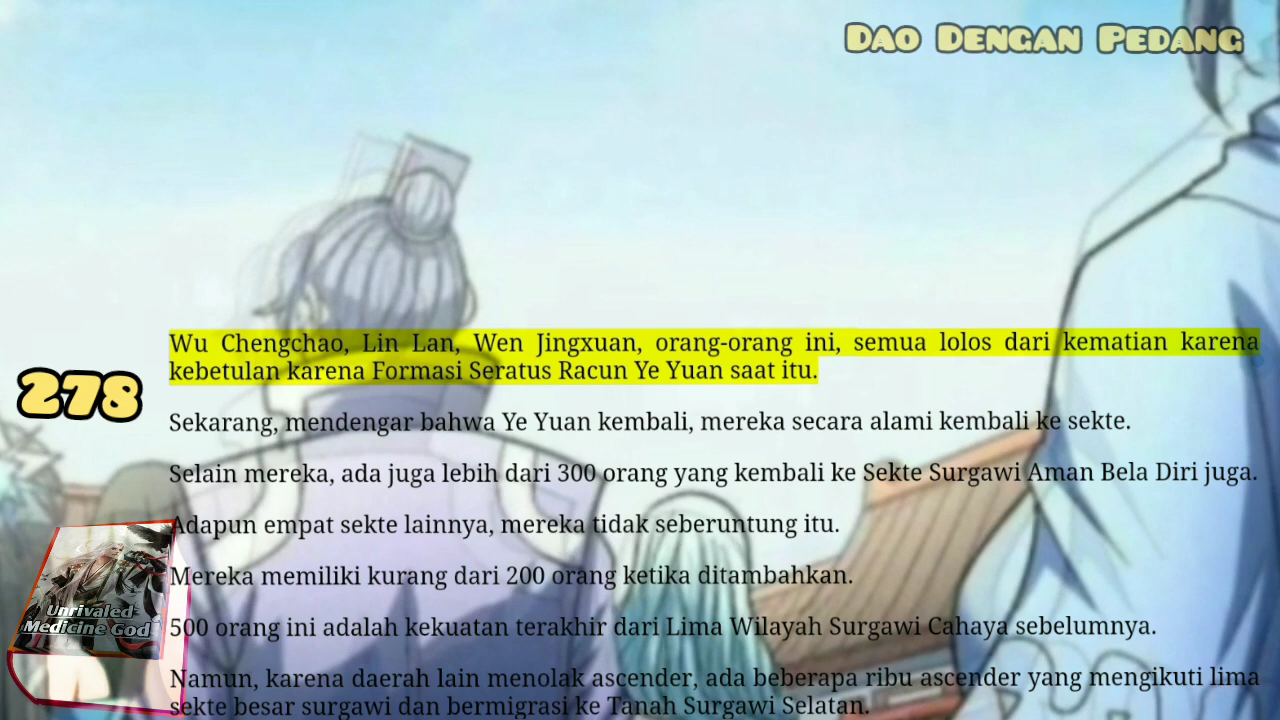 Dao Dengan Pedang
Wu Chengchao, Lin Lan, Wen Jingxuan, orang-orang ini, semua lolos dari kematian karena
kebetulan karena Formasi Seratus Racun Ye Yuan saat itu.
278
Sekarang, mendengar bahwa Ye Yuan kembali, mereka secara alami kembali ke sekte.
Selain mereka, ada juga lebih dari 300 orang yang kembali ke Sekte Surgawi Aman Bela Diri juga.
Adapun empat sekte lainnya, mereka tidak seberuntung itu.
Mereka memiliki kurang dari 200 orang ketika ditambahkan.
Unrivaled
Medicine God
500 orang ini adalah kekuatan terakhir dari Lima Wilayah Surgawi Cahaya sebelumnya.
Namun, karena daerah lain menolak ascender, ada beberapa ribu ascender yang mengikuti lima
sekte besar surgawi dan bermigrasi ke Tanah Surgawi Selatan.